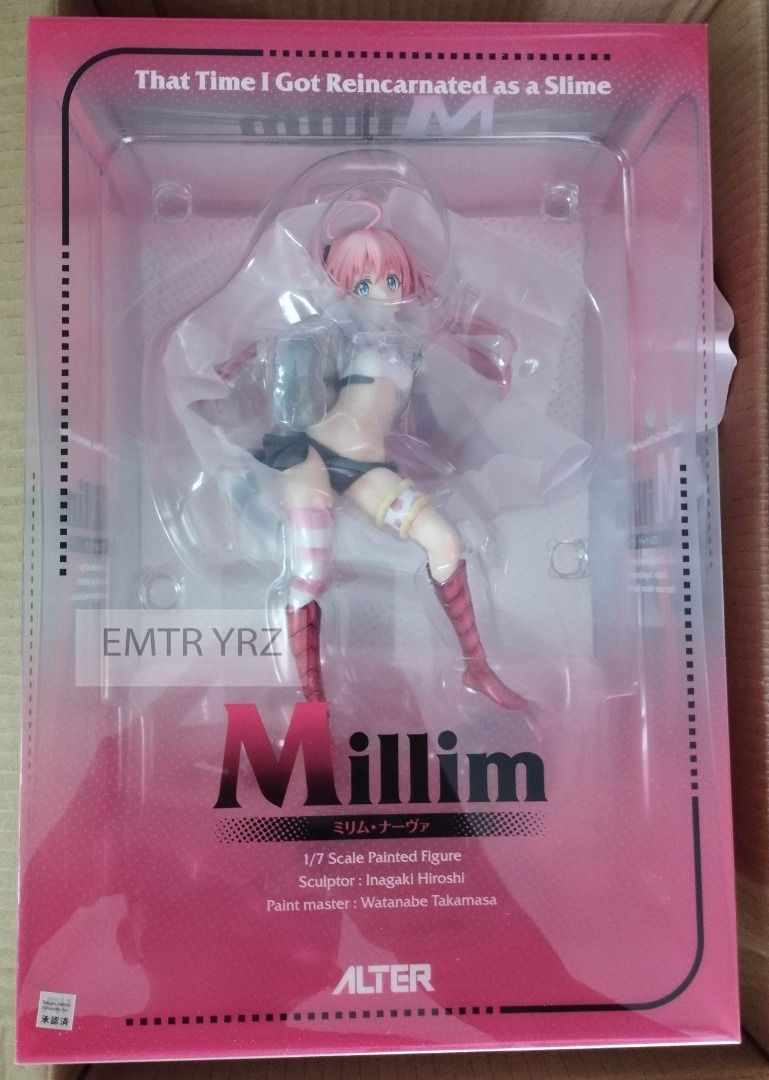 That Time I Got Reincarnated as a Slime
EMTR YRZ
Millim
ミリム・ナーヴァ
1/7 Scale Painted Figure
Sculptor : Inagaki Hiroshi
Paint master : Watanabe Takamasa
ALTER
承認済